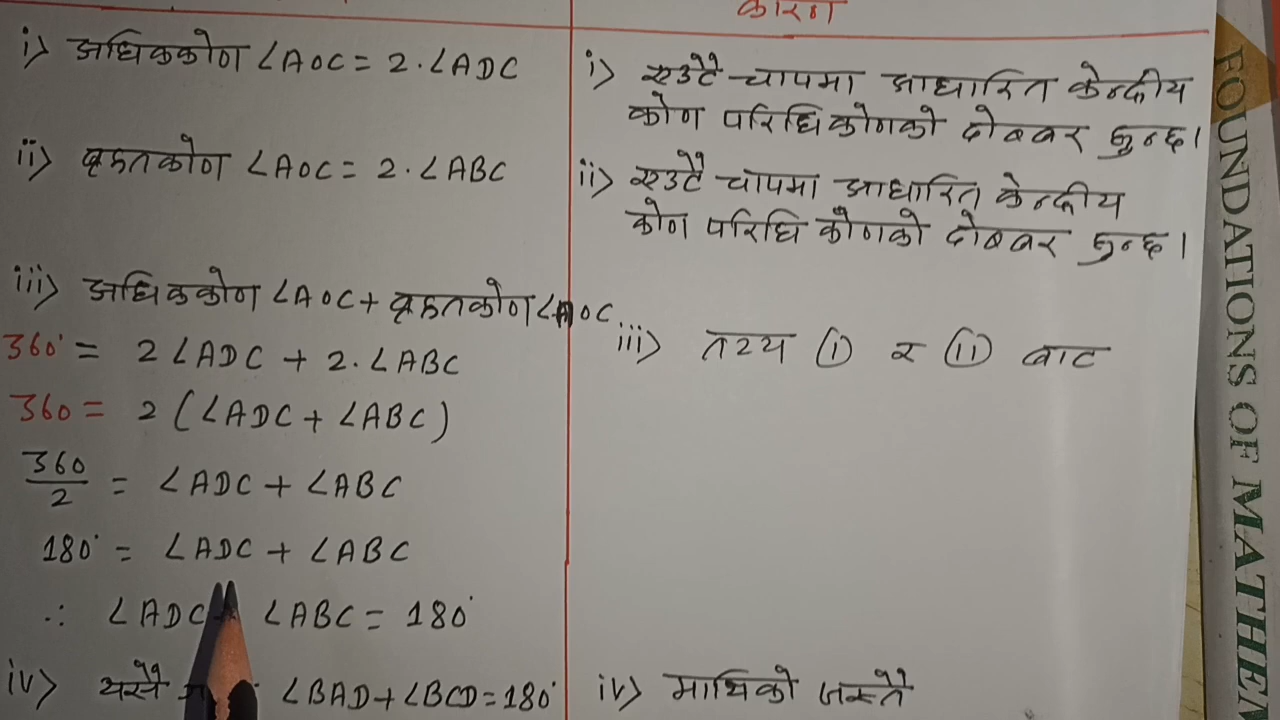 कारण
i> अधिककोण ∠AOC = 2.∠ADC
i> एउटै चापमा आधारित केन्द्रीय
कोण परिधिकोणको दोब्बर हुन्छ।
ii> बृहतकोण ∠AOC = 2.∠ABC
ii> एउटै चापमा आधारित केन्द्रीय
कोण परिधि कोणको दोब्बर हुन्छ।
iii> अधिककोण ∠AOC + बृहतकोण ∠AOC
360° = 2∠ADC + 2.∠ABC
iii> तथ्य (i) र (ii) बाट
360 = 2(∠ADC + ∠ABC)
360/2 = ∠ADC + ∠ABC
180° = ∠ADC + ∠ABC
∴ ∠ADC ∠ABC = 180°
iv> यसै ∠BAD + ∠BCD = 180°
iv> माथिको जस्तै
FOUNDATIONS OF MATHEM